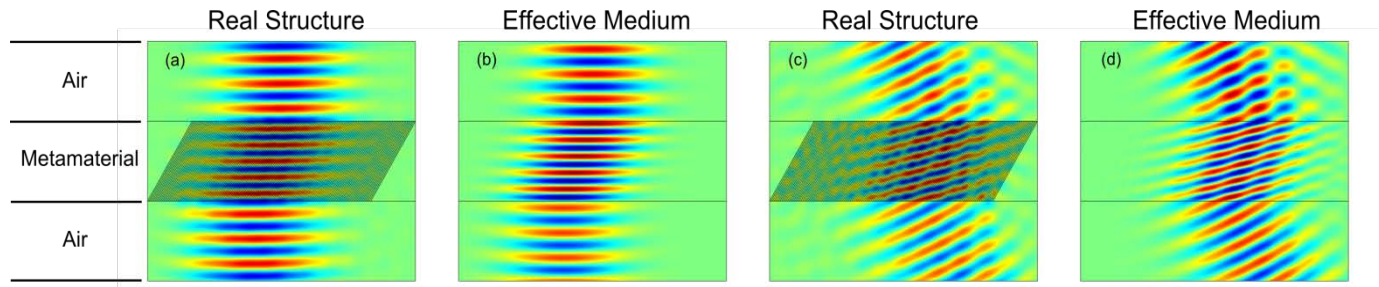 Real Structure
Effective Medium
Real Structure
Effective Medium
(a)
(b)
(c)
(d)
Air
Metamaterial
Air